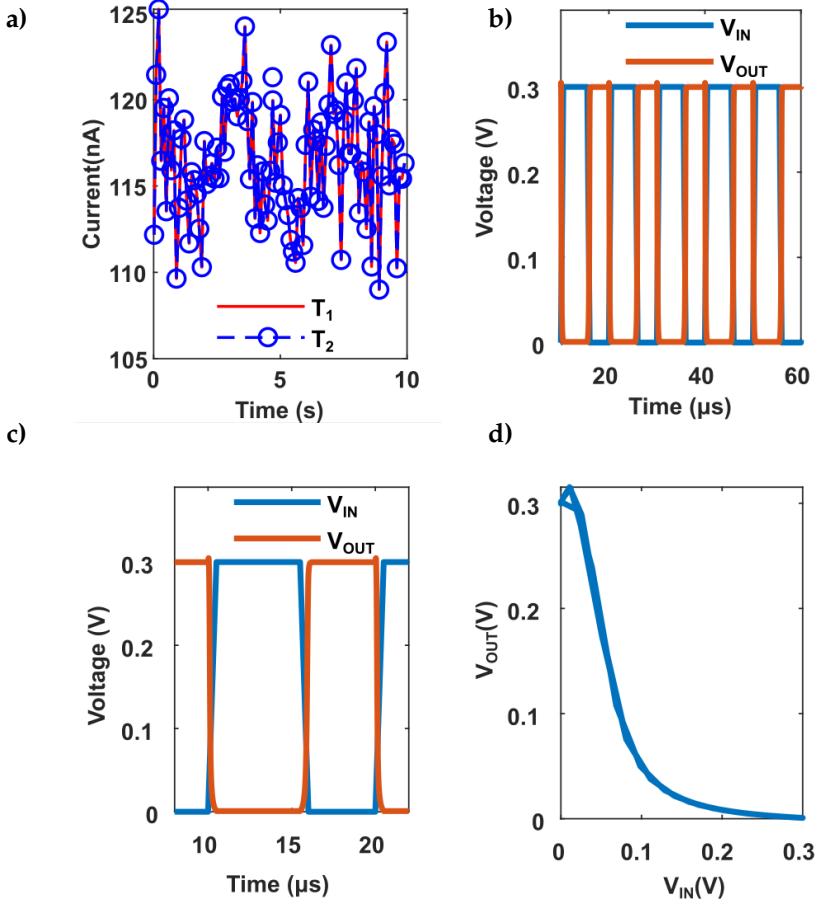 a)
125
120
115
110
105
Current(nA)
T1
T2
0
5
10
Time (s)
b)
VIN
VOUT
0.3
0.2
0.1
0
Voltage (V)
20
40
60
Time (µs)
c)
VIN
VOUT
0.3
0.2
0.1
0
Voltage (V)
10
15
20
Time (µs)
d)
0.3
0.2
0.1
0
VOUT(V)
0
0.1
0.2
0.3
VIN(V)